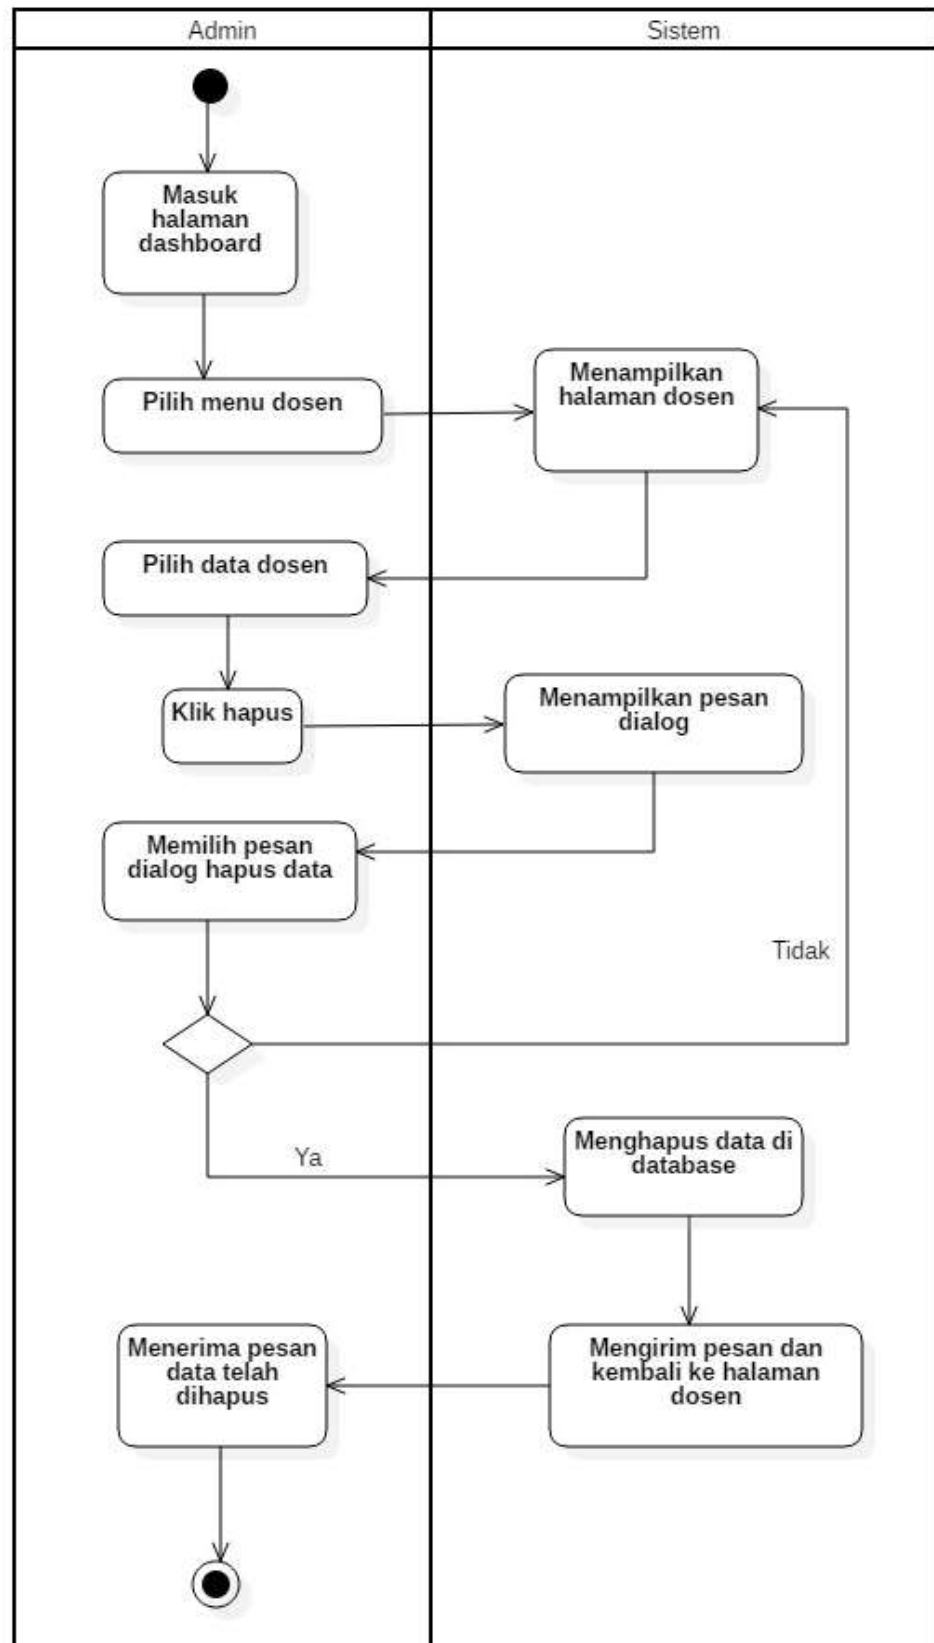 Admin
Sistem
Masuk
halaman
dashboard
Pilih menu dosen
Menampilkan
halaman dosen
Pilih data dosen
Klik hapus
Menampilkan pesan
dialog
Memilih pesan
dialog hapus data
Tidak
Ya
Menghapus data di
database
Mengirim pesan dan
kembali ke halaman
dosen
Menerima pesan
data telah
dihapus